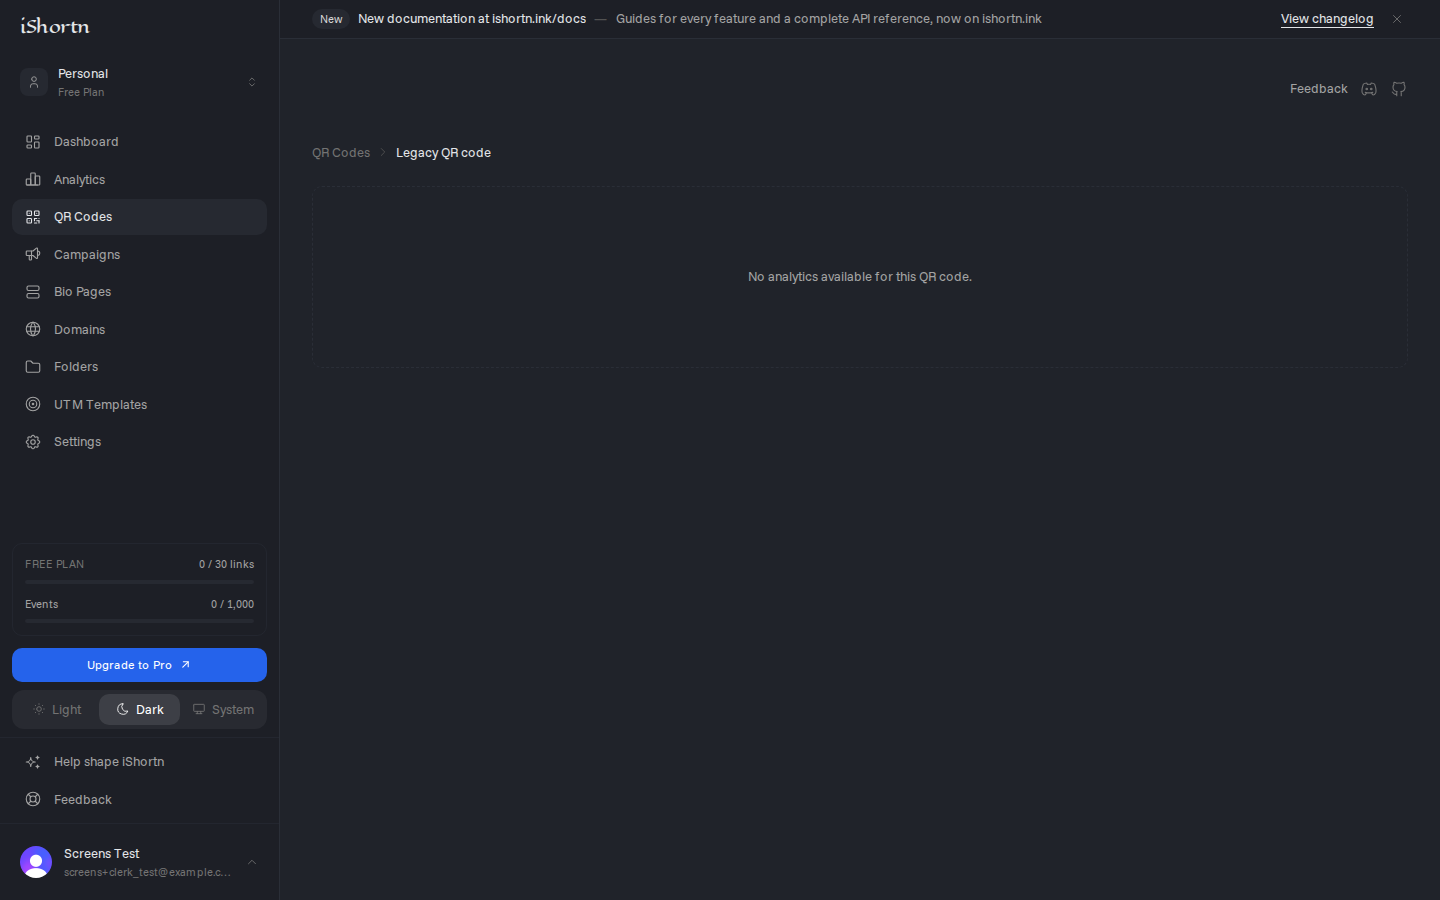 iShortn
Personal
Free Plan
Dashboard
Analytics
QR Codes
Campaigns
Bio Pages
Domains
Folders
UTM Templates
Settings
FREE PLAN 0 / 30 links
Events 0 / 1,000
Upgrade to Pro
Light Dark System
Help shape iShortn
Feedback
Screens Test
screens+clerk_test@example.c...
New New documentation at ishortn.ink/docs — Guides for every feature and a complete API reference, now on ishortn.ink View changelog
Feedback
QR Codes Legacy QR code
No analytics available for this QR code.